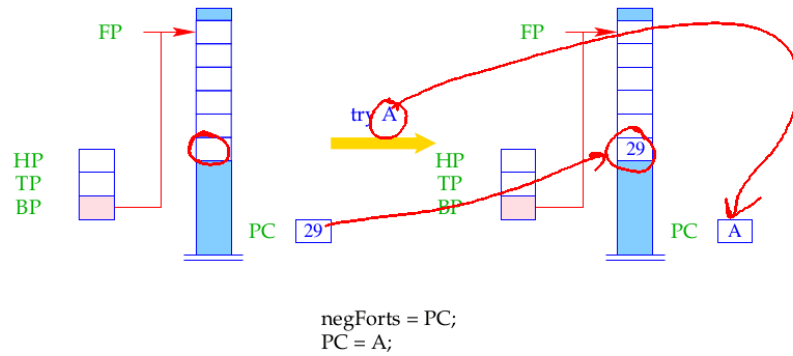 FP
FP
try A
29
HP
TP
BP
HP
TP
BP
PC 29
PC A
negForts = PC;
PC = A;